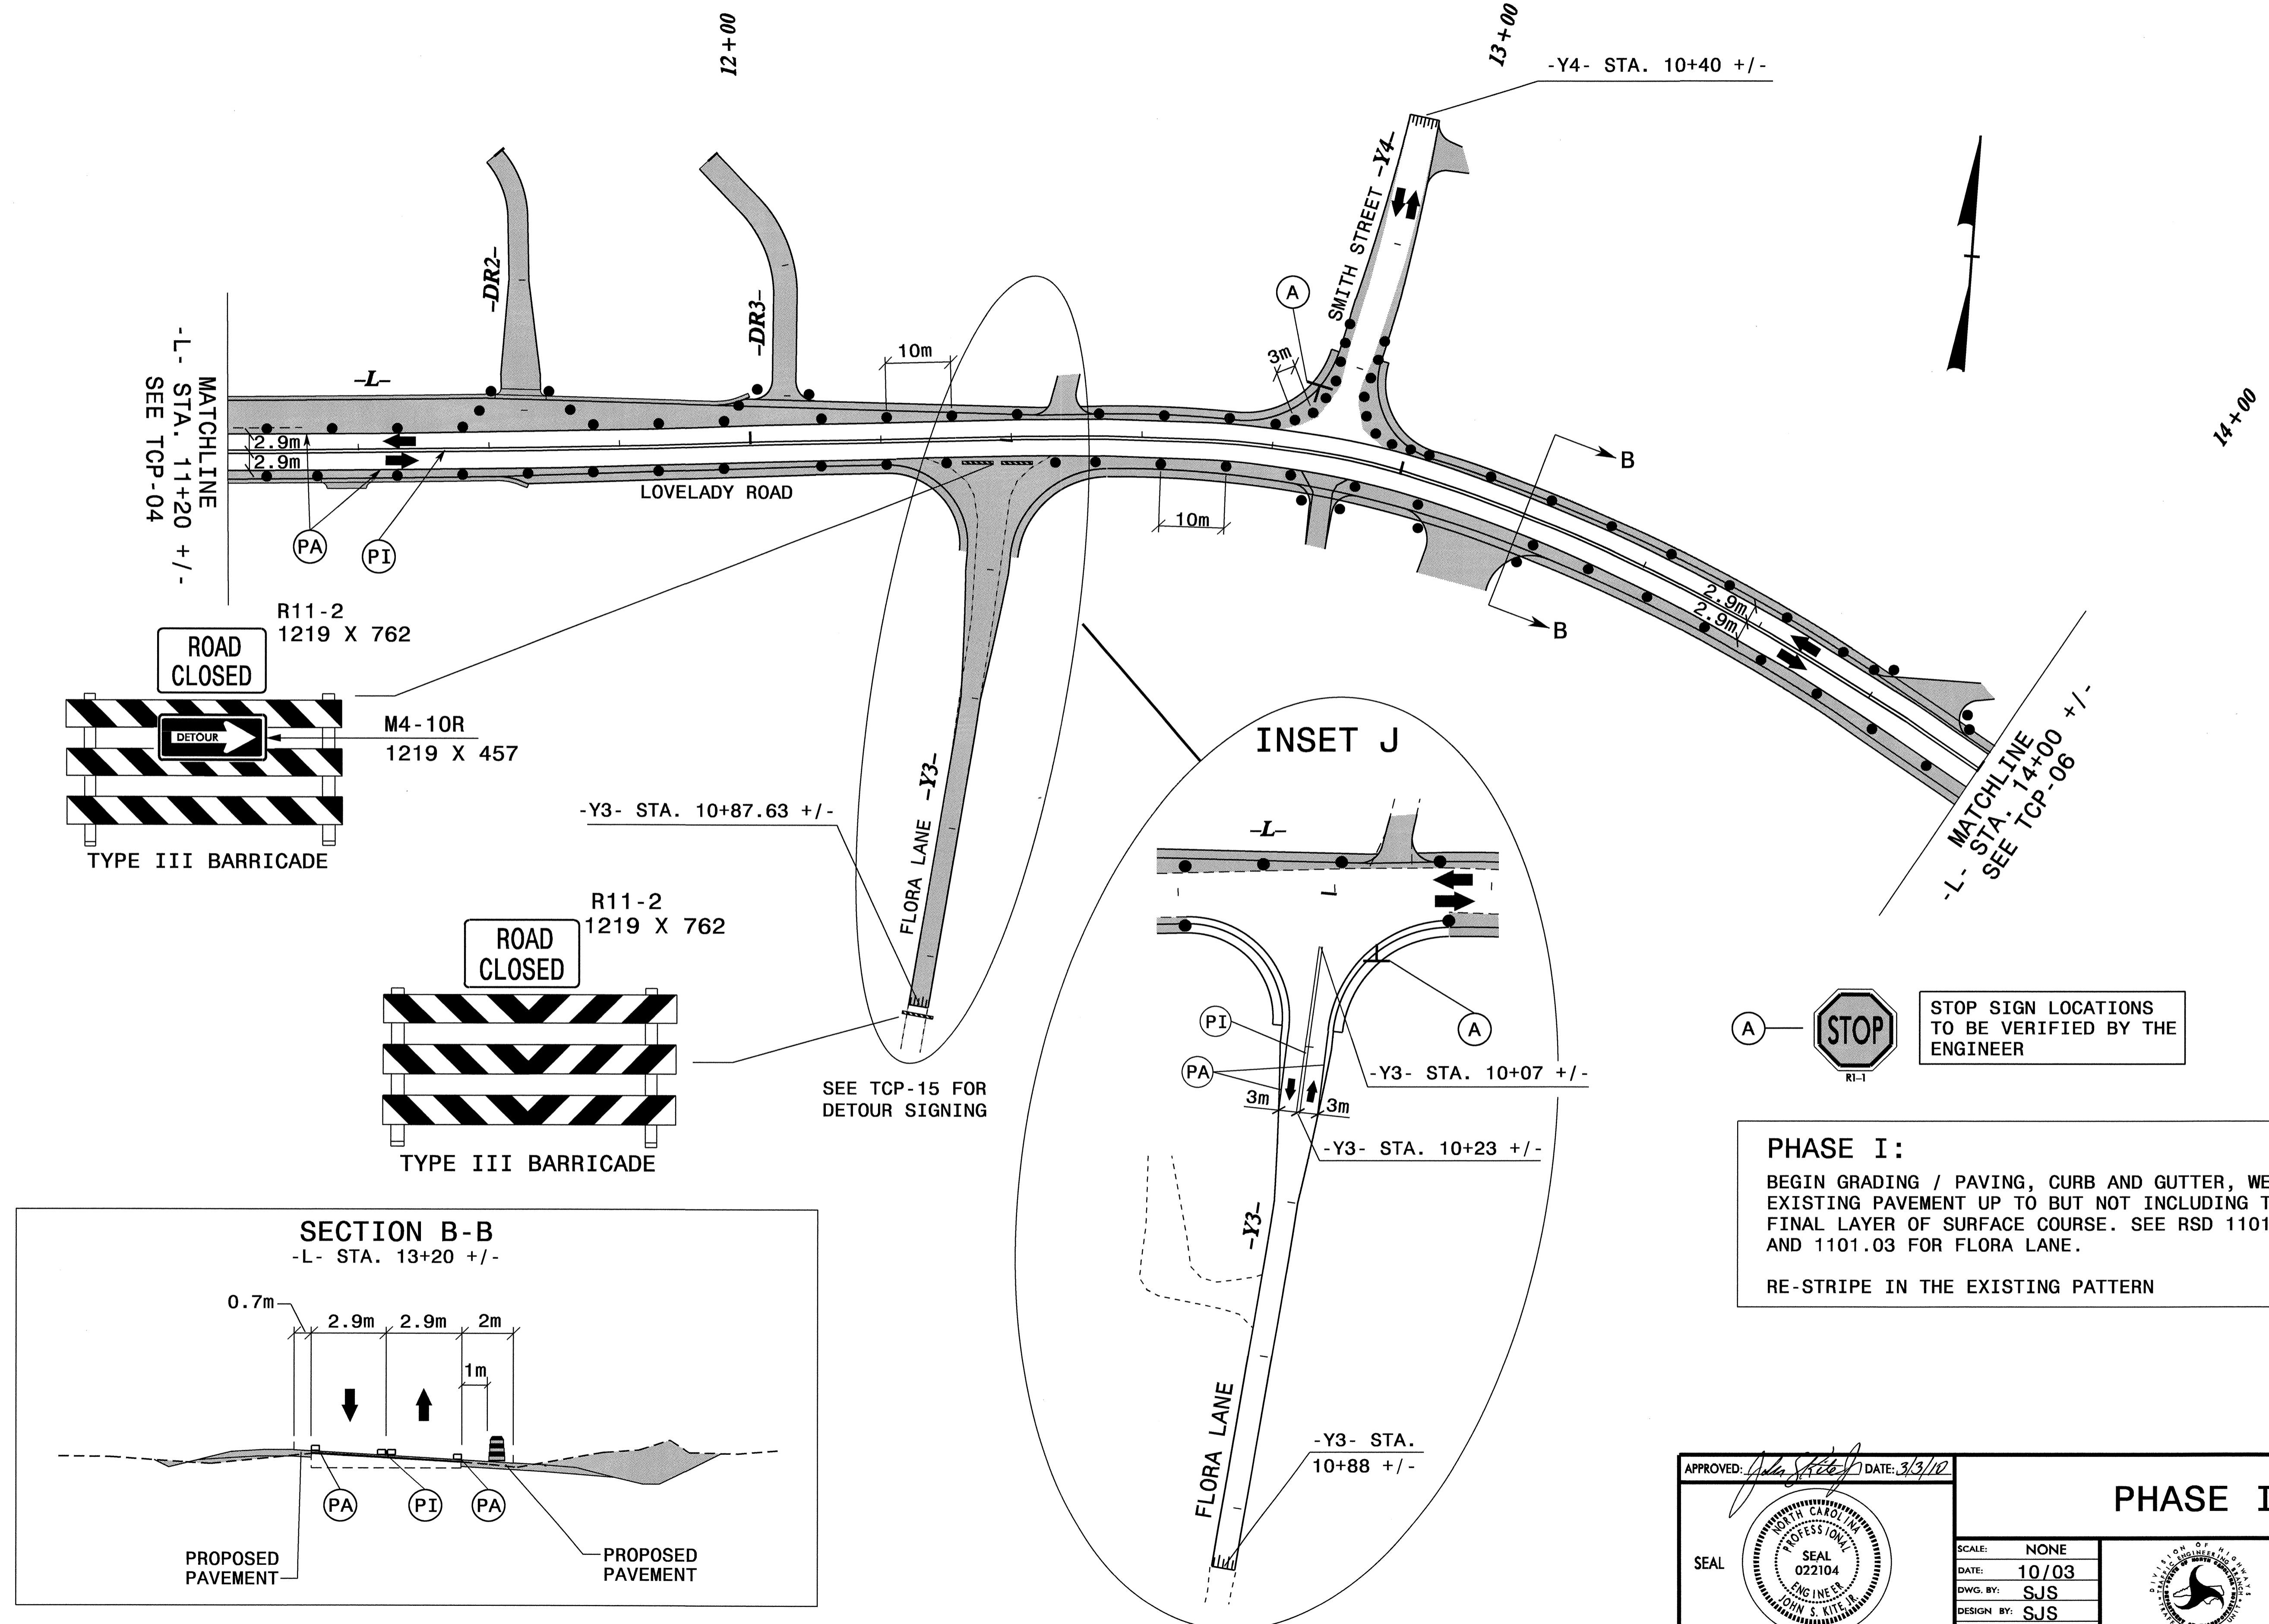 12+00
13+00
-Y4- STA. 10+40 +/-
14+00
SMITH STREET -Y4-
A
3m
-DR2-
-DR3-
10m
-L-
MATCHLINE
-L- STA. 11+20 +/-
SEE TCP-04
2.9m
2.9m
LOVELADY ROAD
10m
B
B
PA
PI
2.9m
2.9m
MATCHLINE
-L- STA. 14+00 +/-
SEE TCP-06
R11-2
1219 X 762
ROAD
CLOSED
DETOUR
M4-10R
1219 X 457
TYPE III BARRICADE
-Y3- STA. 10+87.63 +/-
FLORA LANE -Y3-
R11-2
1219 X 762
ROAD
CLOSED
TYPE III BARRICADE
SEE TCP-15 FOR
DETOUR SIGNING
INSET J
-L-
PI
PA
A
-Y3- STA. 10+07 +/-
3m
3m
-Y3- STA. 10+23 +/-
-Y3-
FLORA LANE
-Y3- STA.
10+88 +/-
A
STOP
R1-1
STOP SIGN LOCATIONS
TO BE VERIFIED BY THE
ENGINEER
PHASE I:
BEGIN GRADING / PAVING, CURB AND GUTTER, WE
EXISTING PAVEMENT UP TO BUT NOT INCLUDING T
FINAL LAYER OF SURFACE COURSE. SEE RSD 1101
AND 1101.03 FOR FLORA LANE.
RE-STRIPE IN THE EXISTING PATTERN
SECTION B-B
-L- STA. 13+20 +/-
0.7m
2.9m
2.9m
2m
1m
PA
PI
PA
PROPOSED
PAVEMENT
PROPOSED
PAVEMENT
APPROVED: John S Kite Jr DATE: 3/3/10
SEAL
NORTH CAROLINA
PROFESSIONAL
SEAL
022104
ENGINEER
JOHN S. KITE, JR.
PHASE I
SCALE: NONE
DATE: 10/03
DWG. BY: SJS
DESIGN BY: SJS
DIVISION OF HIGHWAYS
TRAFFIC ENGINEERING BRANCH